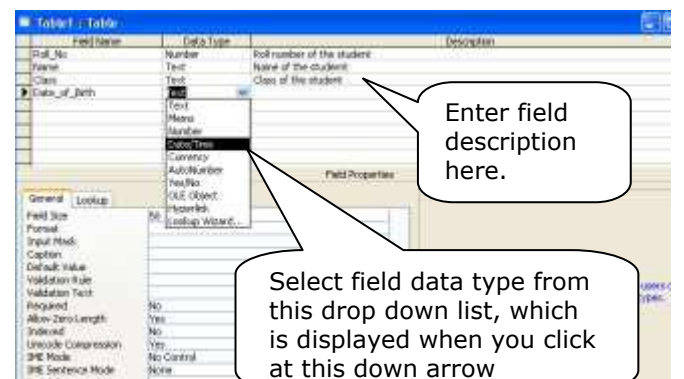 Table1 : Table
Field Name Data Type Description
Roll_No Number Roll number of the student
Name Text Name of the student
Class Text Class of the student
Date_of_Birth Text
Text
Memo
Number
Date/Time
Currency
AutoNumber
Yes/No
OLE Object
Hyperlink
Lookup Wizard...
Enter field
description
here.
Field Properties
General Lookup
Field Size 50
Format
Input Mask
Caption
Default Value
Validation Rule
Validation Text
Required No
Allow Zero Length Yes
Indexed No
Unicode Compression Yes
IME Mode No Control
IME Sentence Mode None
Select field data type from
this drop down list, which
is displayed when you click
at this down arrow